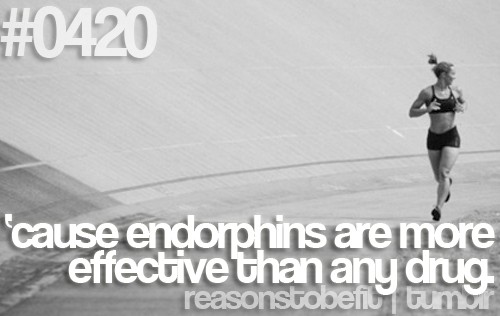 #0420
'cause endorphins are more
effective than any drug.
reasonstobefit | tumblr